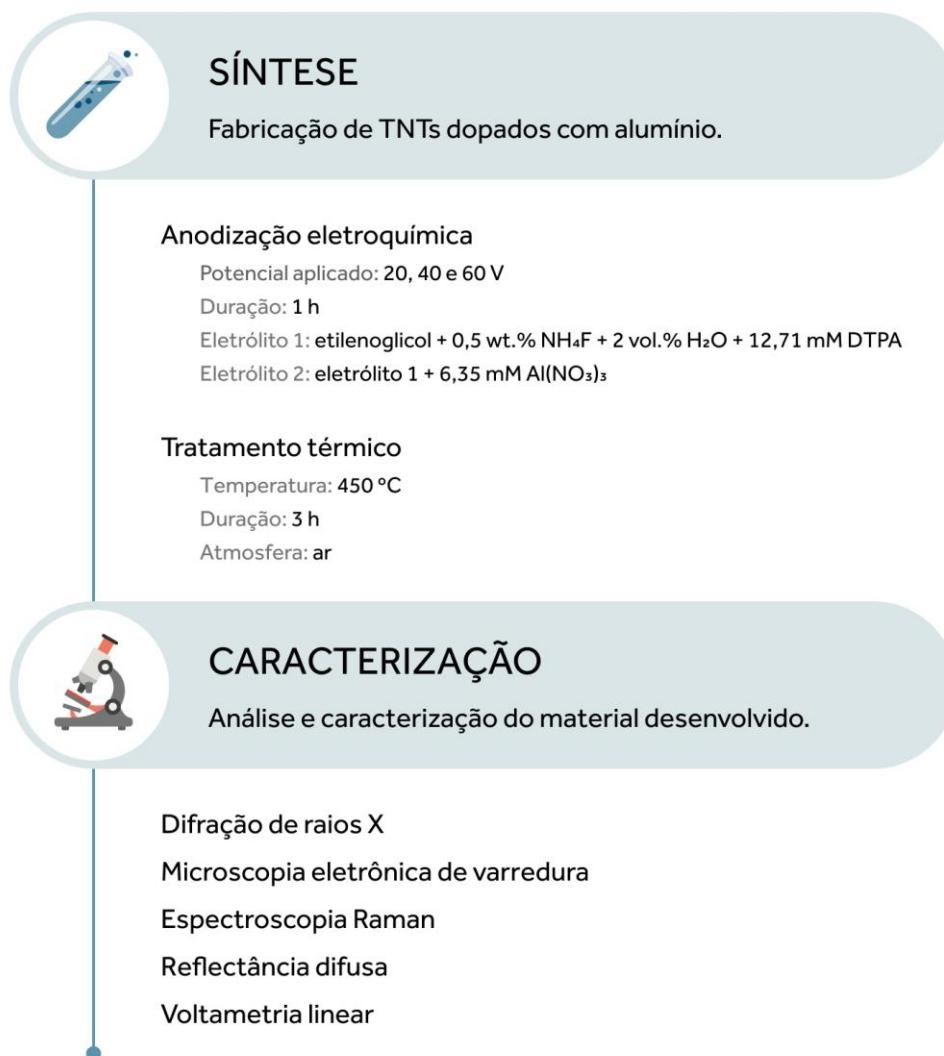 SÍNTESE
Fabricação de TNTs dopados com alumínio.
Anodização eletroquímica
Potencial aplicado: 20, 40 e 60 V
Duração: 1 h
Eletrólito 1: etilenoglicol + 0,5 wt.% NH₄F + 2 vol.% H₂O + 12,71 mM DTPA
Eletrólito 2: eletrólito 1 + 6,35 mM Al(NO₃)₃
Tratamento térmico
Temperatura: 450 °C
Duração: 3 h
Atmosfera: ar
CARACTERIZAÇÃO
Análise e caracterização do material desenvolvido.
Difração de raios X
Microscopia eletrônica de varredura
Espectroscopia Raman
Reflectância difusa
Voltametria linear